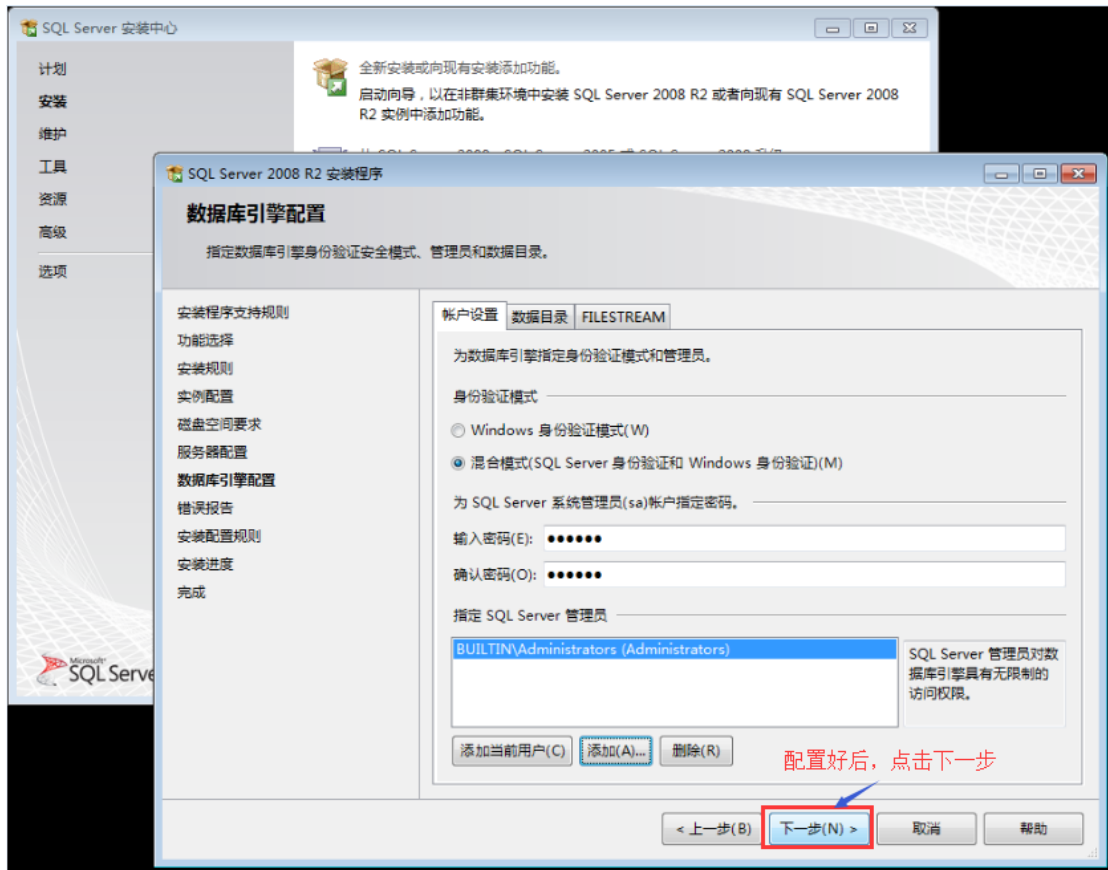 SQL Server 安装中心
计划
安装
维护
工具
资源
高级
选项
全新安装或向现有安装添加功能。
启动向导，以在非群集环境中安装 SQL Server 2008 R2 或者向现有 SQL Server 2008
R2 实例中添加功能。
Microsoft
SQL Serve
SQL Server 2008 R2 安装程序
数据库引擎配置
指定数据库引擎身份验证安全模式、管理员和数据目录。
安装程序支持规则
功能选择
安装规则
实例配置
磁盘空间要求
服务器配置
数据库引擎配置
错误报告
安装配置规则
安装进度
完成
帐户设置 数据目录 FILESTREAM
为数据库引擎指定身份验证模式和管理员。
身份验证模式
Windows 身份验证模式(W)
混合模式(SQL Server 身份验证和 Windows 身份验证)(M)
为 SQL Server 系统管理员(sa)帐户指定密码。
输入密码(E): ●●●●●●
确认密码(O): ●●●●●●
指定 SQL Server 管理员
BUILTIN\Administrators (Administrators)
SQL Server 管理员对数
据库引擎具有无限制的
访问权限。
添加当前用户(C) 添加(A)... 删除(R)
配置好后，点击下一步
< 上一步(B) 下一步(N) > 取消 帮助